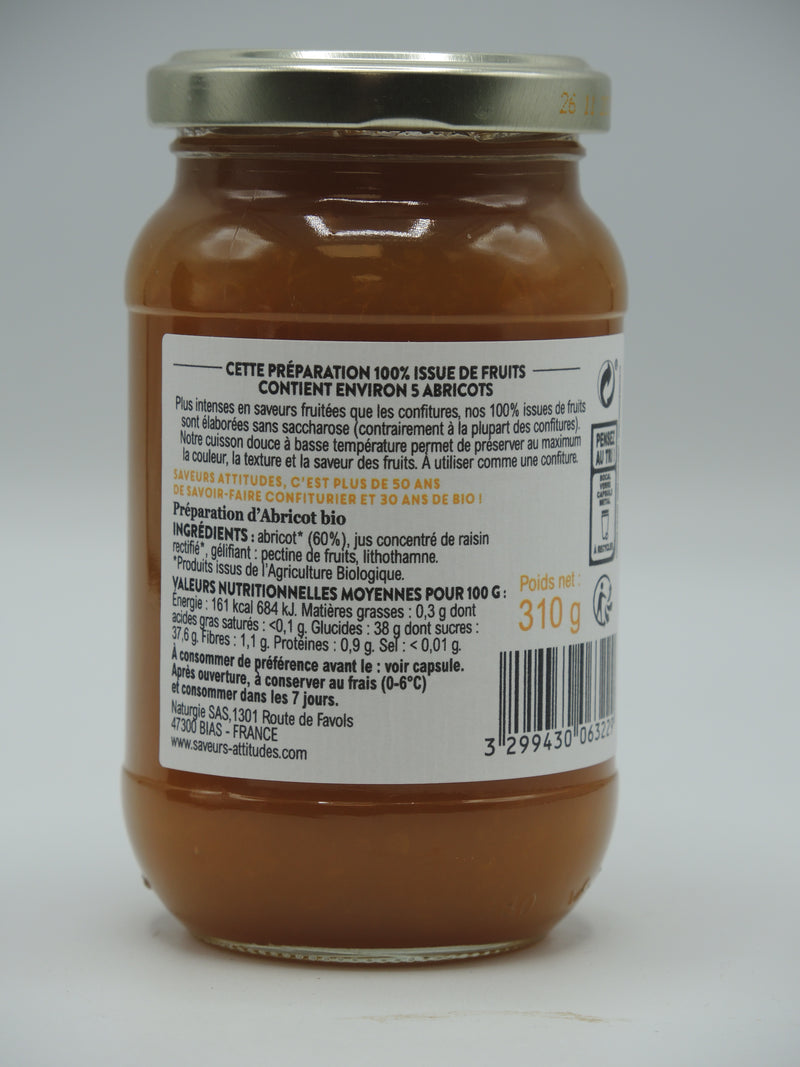 26 11
CETTE PRÉPARATION 100% ISSUE DE FRUITS
CONTIENT ENVIRON 5 ABRICOTS
Plus intenses en saveurs fruitées que les confitures, nos 100% issues de fruits
sont élaborées sans saccharose (contrairement à la plupart des confitures).
Notre cuisson douce à basse température permet de préserver au maximum
la couleur, la texture et la saveur des fruits. À utiliser comme une confiture.
SAVEURS ATTITUDES, C'EST PLUS DE 50 ANS
DE SAVOIR-FAIRE CONFITURIER ET 30 ANS DE BIO !
Préparation d'Abricot bio
INGRÉDIENTS : abricot* (60%), jus concentré de raisin
rectifié*, gélifiant : pectine de fruits, lithothamne.
*Produits issus de l'Agriculture Biologique.
VALEURS NUTRITIONNELLES MOYENNES POUR 100 G :
Énergie : 161 kcal 684 kJ. Matières grasses : 0,3 g dont
acides gras saturés : <0,1 g. Glucides : 38 g dont sucres :
37,6 g. Fibres : 1,1 g. Protéines : 0,9 g. Sel : < 0,01 g.
À consommer de préférence avant le : voir capsule.
Après ouverture, à conserver au frais (0-6°C)
et consommer dans les 7 jours.
Naturgie SAS, 1301 Route de Favols
47300 BIAS - FRANCE
www.saveurs-attitudes.com
PENSEZ
AU TRI
BOCAL
VERRE
CAPSULE
MÉTAL
À RECYCLER
Poids net :
310 g
3 299430 063229